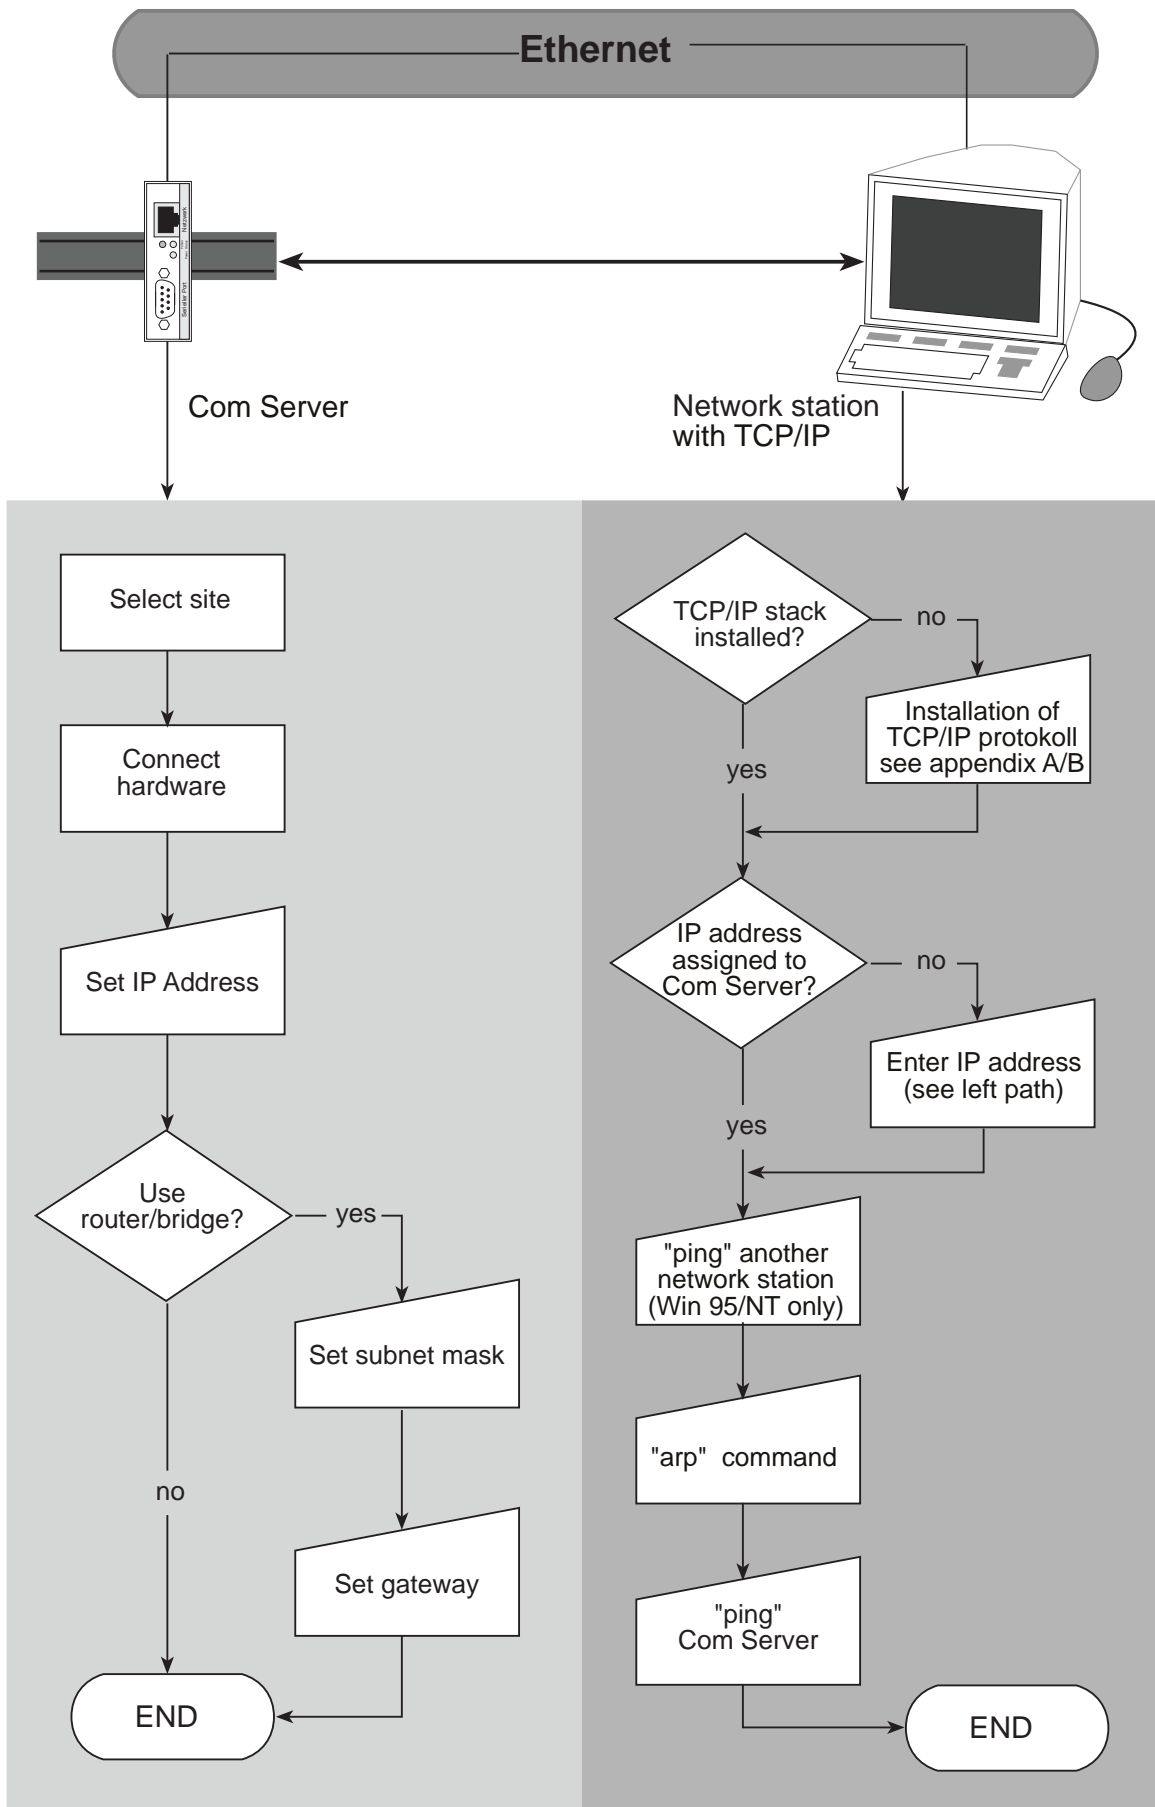 Ethernet
Netzwerk
Serieller Port
Com Server
Network station
with TCP/IP
Select site
Connect
hardware
Set IP Address
Use
router/bridge?
yes
Set subnet mask
no
Set gateway
END
TCP/IP stack
installed?
no
Installation of
TCP/IP protokoll
see appendix A/B
yes
IP address
assigned to
Com Server?
no
Enter IP address
(see left path)
yes
"ping" another
network station
(Win 95/NT only)
"arp" command
"ping"
Com Server
END